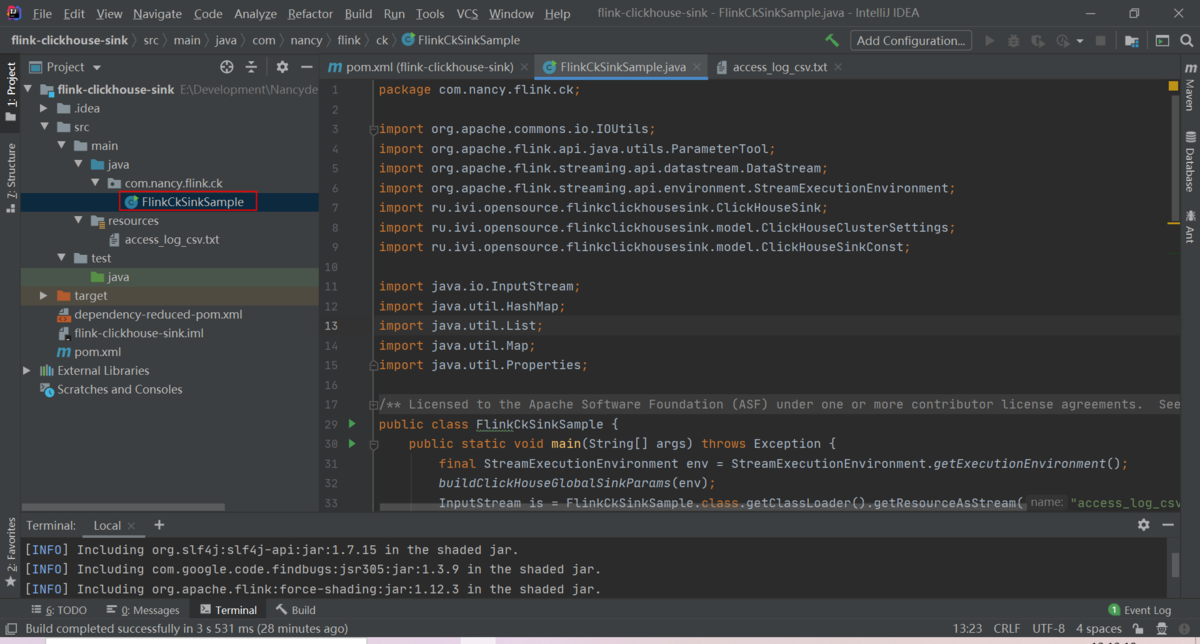 File Edit View Navigate Code Analyze Refactor Build Run Tools VCS Window Help flink-clickhouse-sink - FlinkCkSinkSample.java - IntelliJ IDEA
flink-clickhouse-sink src main java com nancy flink ck FlinkCkSinkSample Add Configuration...
Project
pom.xml (flink-clickhouse-sink) FlinkCkSinkSample.java access_log_csv.txt
1: Project
7: Structure
2: Favorites
flink-clickhouse-sink E:\Development\Nancyde
.idea
src
main
java
com.nancy.flink.ck
FlinkCkSinkSample
resources
access_log_csv.txt
test
java
target
dependency-reduced-pom.xml
flink-clickhouse-sink.iml
pom.xml
External Libraries
Scratches and Consoles
1 package com.nancy.flink.ck;
2
3 import org.apache.commons.io.IOUtils;
4 import org.apache.flink.api.java.utils.ParameterTool;
5 import org.apache.flink.streaming.api.datastream.DataStream;
6 import org.apache.flink.streaming.api.environment.StreamExecutionEnvironment;
7 import ru.ivi.opensource.flinkclickhousesink.ClickHouseSink;
8 import ru.ivi.opensource.flinkclickhousesink.model.ClickHouseClusterSettings;
9 import ru.ivi.opensource.flinkclickhousesink.model.ClickHouseSinkConst;
10
11 import java.io.InputStream;
12 import java.util.HashMap;
13 import java.util.List;
14 import java.util.Map;
15 import java.util.Properties;
16
17 /** Licensed to the Apache Software Foundation (ASF) under one or more contributor license agreements. See
29 public class FlinkCkSinkSample {
30 public static void main(String[] args) throws Exception {
31 final StreamExecutionEnvironment env = StreamExecutionEnvironment.getExecutionEnvironment();
32 buildClickHouseGlobalSinkParams(env);
33 InputStream is = FlinkCkSinkSample.class.getClassLoader().getResourceAsStream( name: "access_log_csv
Maven
Database
Ant
Terminal: Local +
[INFO] Including org.slf4j:slf4j-api:jar:1.7.15 in the shaded jar.
[INFO] Including com.google.code.findbugs:jsr305:jar:1.3.9 in the shaded jar.
[INFO] Including org.apache.flink:force-shading:jar:1.12.3 in the shaded jar.
6: TODO 0: Messages Terminal Build 1 Event Log
Build completed successfully in 3 s 531 ms (28 minutes ago) 13:23 CRLF UTF-8 4 spaces